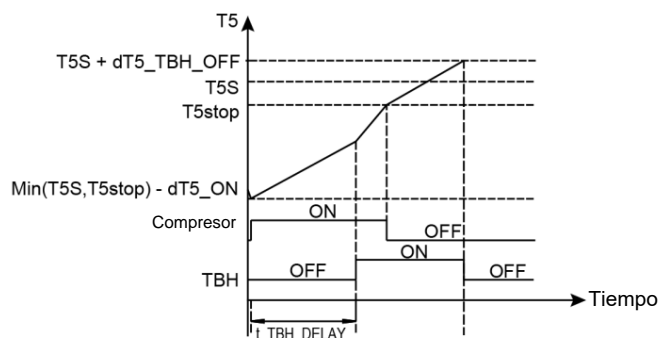 T5
T5S + dT5_TBH_OFF
T5S
T5stop
Min(T5S,T5stop) - dT5_ON
Compresor
ON
OFF
TBH
OFF
ON
OFF
Tiempo
t_TBH_DELAY